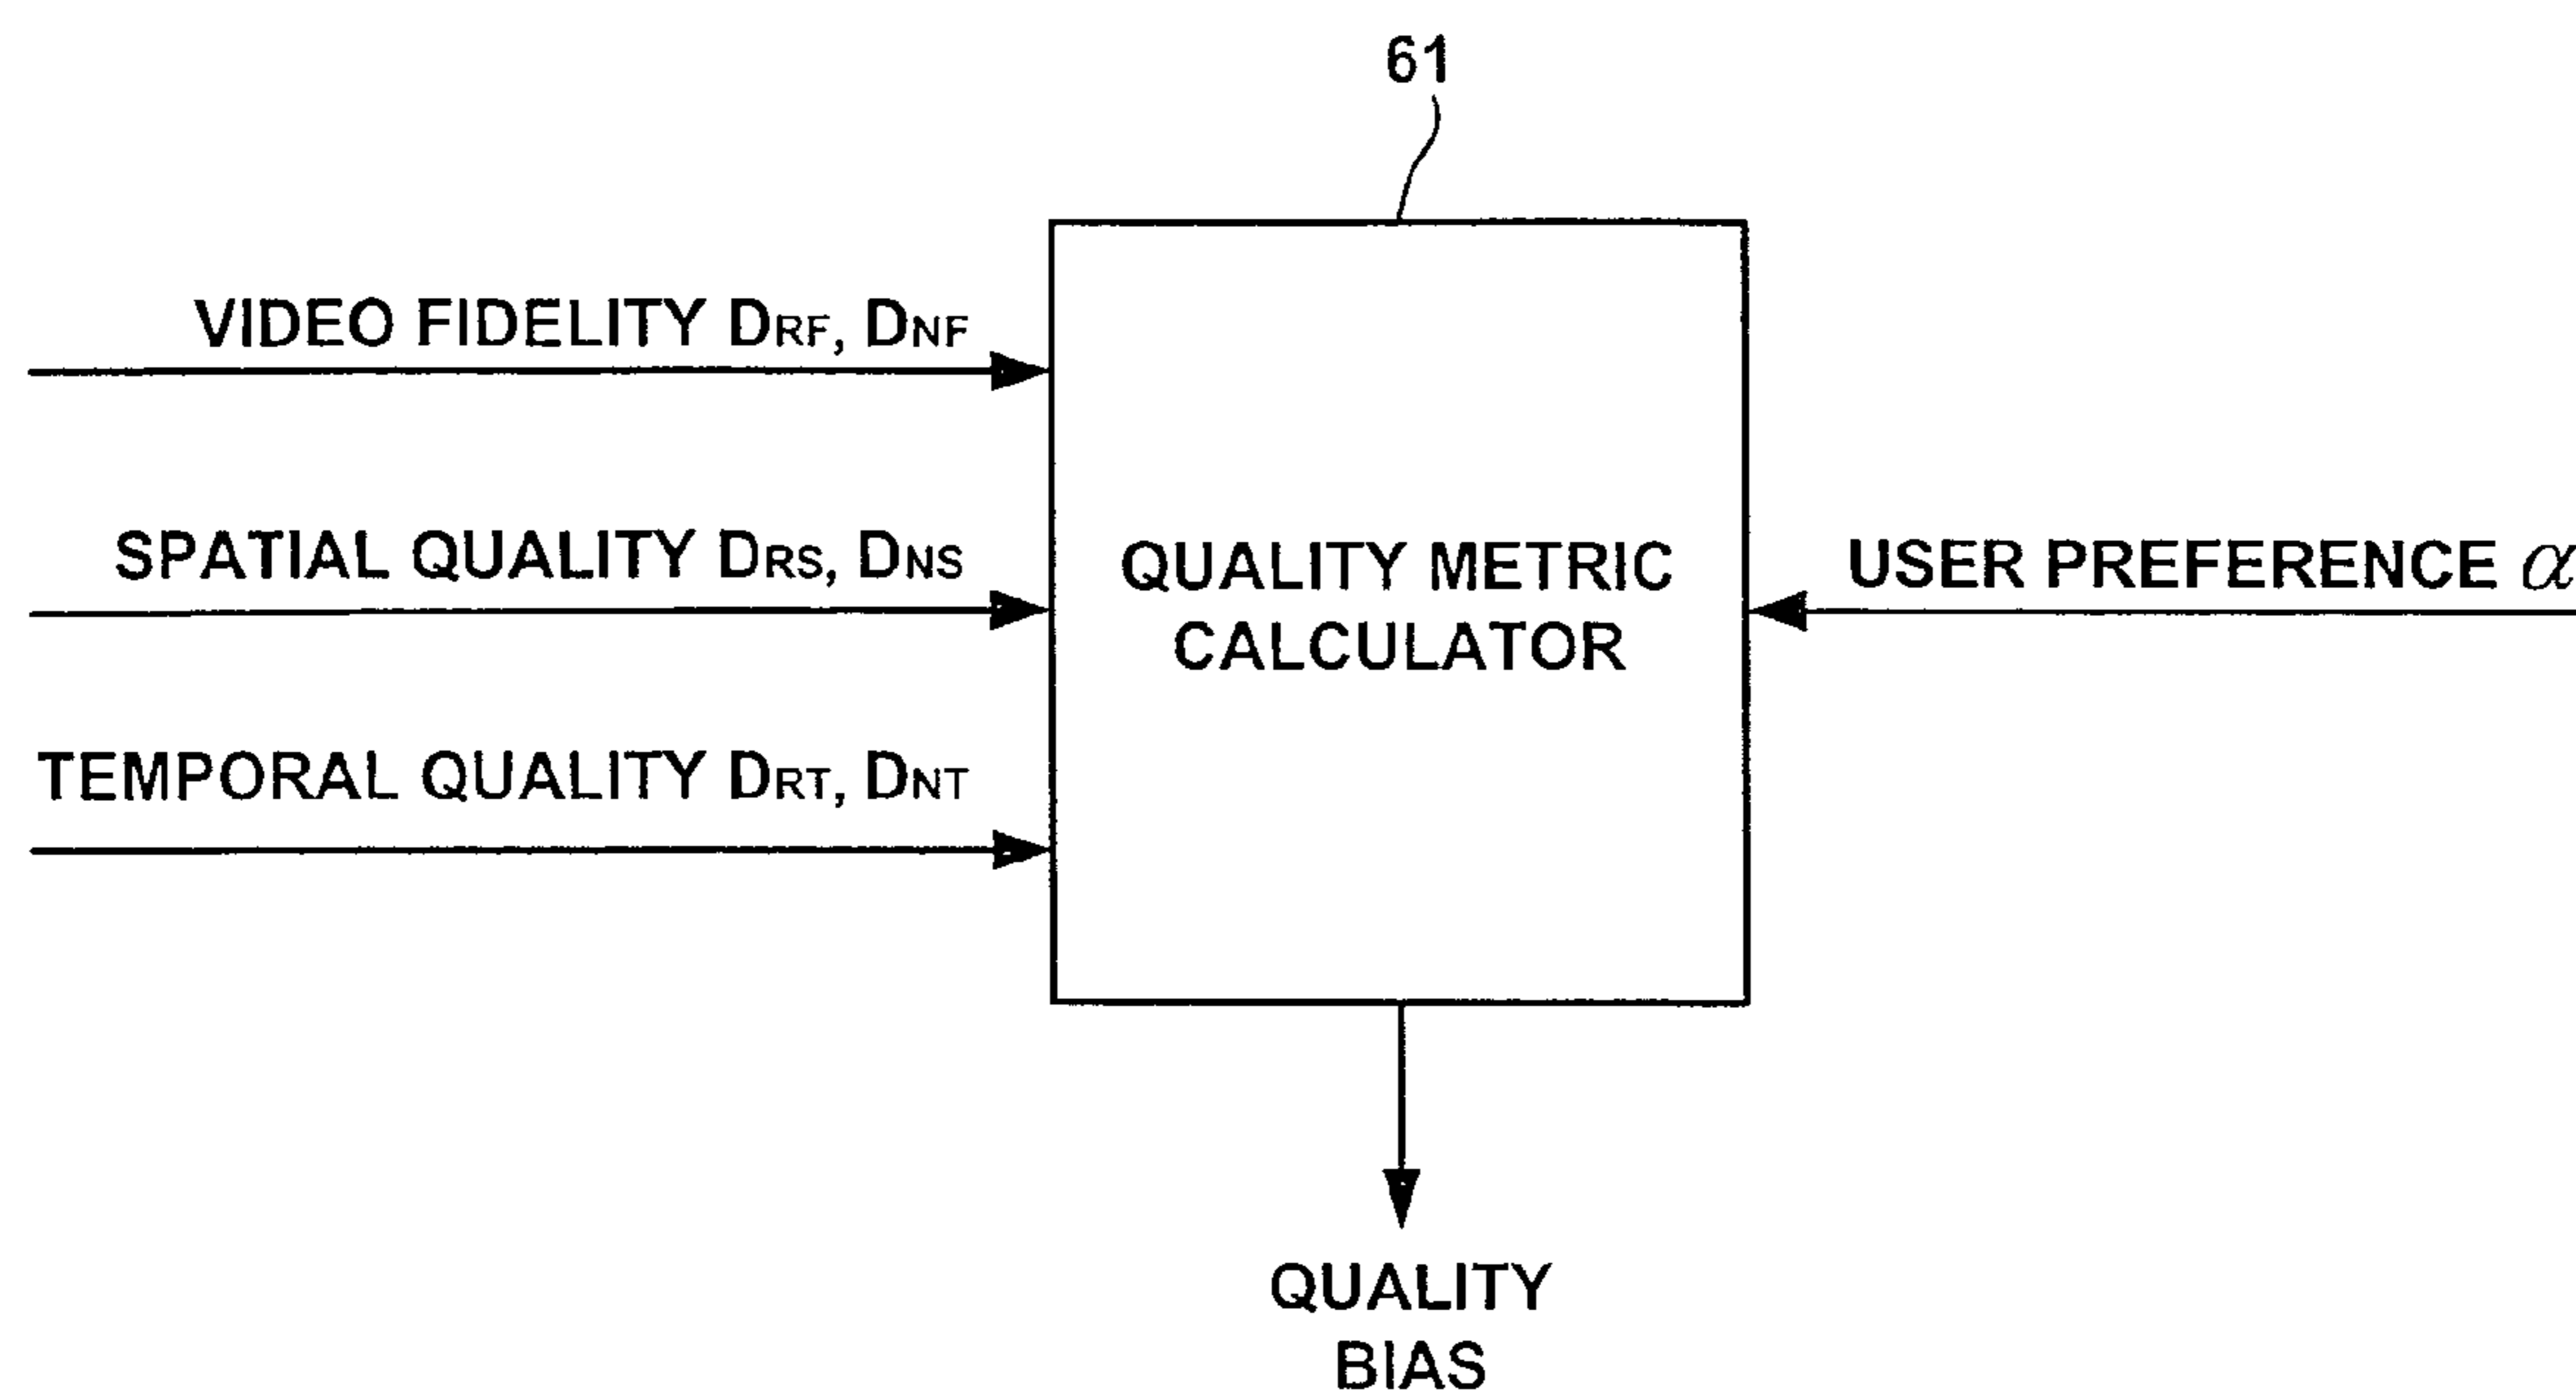 61
VIDEO FIDELITY DRF, DNF
SPATIAL QUALITY DRS, DNS
TEMPORAL QUALITY DRT, DNT
QUALITY METRIC
CALCULATOR
USER PREFERENCE α
QUALITY
BIAS